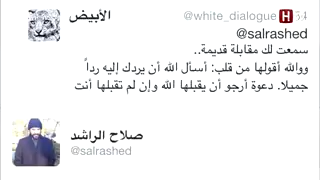 الأبيض @white_dialogue H 54
@salrashed
سمعت لك مقابلة قديمة..
ووالله أقولها من قلب: أسأل الله أن يردك إليه رداً
جميلا. دعوة أرجو أن يقبلها الله وإن لم تقبلها أنت
صلاح الراشد
@salrashed